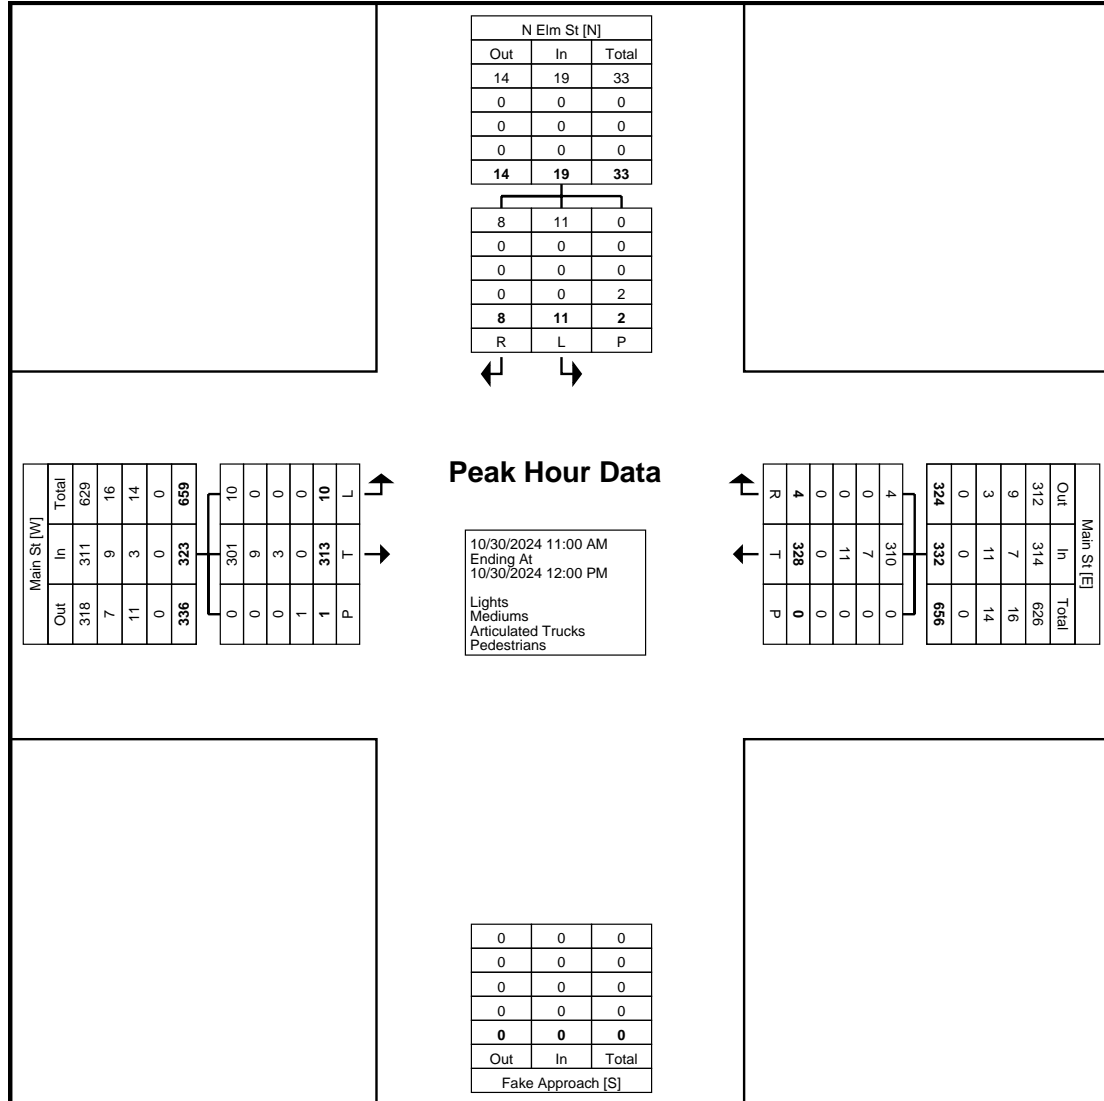 N Elm St [N]
Out In Total
14 19 33
0 0 0
0 0 0
0 0 0
14 19 33
8 11 0
0 0 0
0 0 0
0 0 2
8 11 2
R L P
Main St [W]
Total In Out
629 311 318
16 9 7
14 3 11
0 0 0
659 323 336
10 301 0
0 9 0
0 3 0
0 0 1
10 313 1
L T P
Peak Hour Data
10/30/2024 11:00 AM
Ending At
10/30/2024 12:00 PM
Lights
Mediums
Articulated Trucks
Pedestrians
Main St [E]
Out In Total
312 314 626
9 7 16
3 11 14
0 0 0
324 332 656
4 310 0
0 7 0
0 11 0
0 0 0
4 328 0
R T P
0 0 0
0 0 0
0 0 0
0 0 0
0 0 0
Out In Total
Fake Approach [S]